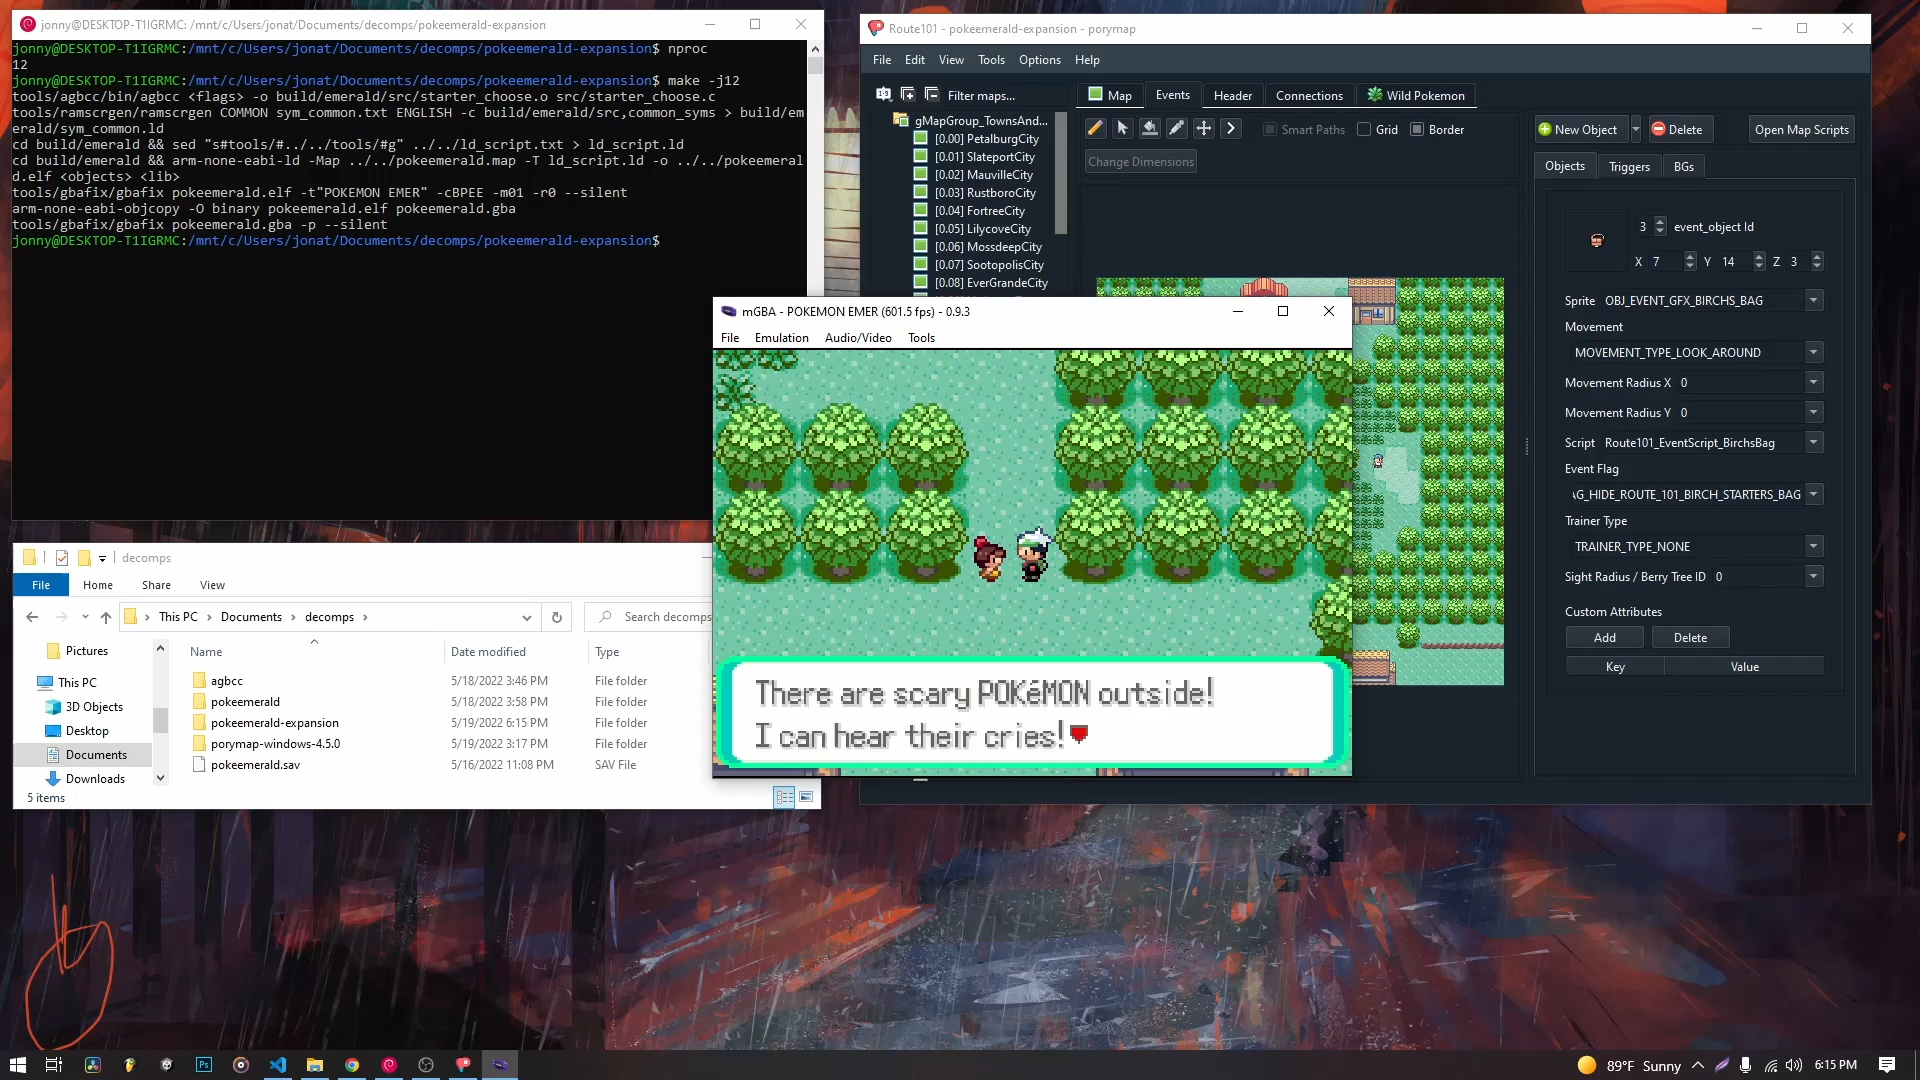 jonny@DESKTOP-T1IGRMC: /mnt/c/Users/jonat/Documents/decomps/pokeemerald-expansion
jonny@DESKTOP-T1IGRMC:/mnt/c/Users/jonat/Documents/decomps/pokeemerald-expansion$ nproc
12
jonny@DESKTOP-T1IGRMC:/mnt/c/Users/jonat/Documents/decomps/pokeemerald-expansion$ make -j12
tools/agbcc/bin/agbcc <flags> -o build/emerald/src/starter_choose.o src/starter_choose.c
tools/ramscrgen/ramscrgen COMMON sym_common.txt ENGLISH -c build/emerald/src,common_syms > build/em
erald/sym_common.ld
cd build/emerald && sed "s#tools/#../../tools/#g" ../../ld_script.txt > ld_script.ld
cd build/emerald && arm-none-eabi-ld -Map ../../pokeemerald.map -T ld_script.ld -o ../../pokeemeral
d.elf <objects> <lib>
tools/gbafix/gbafix pokeemerald.elf -t"POKEMON EMER" -cBPEE -m01 -r0 --silent
arm-none-eabi-objcopy -O binary pokeemerald.elf pokeemerald.gba
tools/gbafix/gbafix pokeemerald.gba -p --silent
jonny@DESKTOP-T1IGRMC:/mnt/c/Users/jonat/Documents/decomps/pokeemerald-expansion$
Route101 - pokeemerald-expansion - porymap
File Edit View Tools Options Help
Filter maps...
Map Events Header Connections Wild Pokemon
gMapGroup_TownsAnd...
[0.00] PetalburgCity
[0.01] SlateportCity
[0.02] MauvilleCity
[0.03] RustboroCity
[0.04] FortreeCity
[0.05] LilycoveCity
[0.06] MossdeepCity
[0.07] SootopolisCity
[0.08] EverGrandeCity
Smart Paths Grid Border
Change Dimensions
New Object Delete Open Map Scripts
Objects Triggers BGs
3 event_object Id
X 7 Y 14 Z 3
Sprite OBJ_EVENT_GFX_BIRCHS_BAG
Movement
MOVEMENT_TYPE_LOOK_AROUND
Movement Radius X 0
Movement Radius Y 0
Script Route101_EventScript_BirchsBag
Event Flag
AG_HIDE_ROUTE_101_BIRCH_STARTERS_BAG
Trainer Type
TRAINER_TYPE_NONE
Sight Radius / Berry Tree ID 0
Custom Attributes
Add Delete
Key Value
mGBA - POKEMON EMER (601.5 fps) - 0.9.3
File Emulation Audio/Video Tools
There are scary POKéMON outside!
I can hear their cries!
decomps
File Home Share View
This PC Documents decomps
Search decomps
Pictures
This PC
3D Objects
Desktop
Documents
Downloads
Name Date modified Type
agbcc 5/18/2022 3:46 PM File folder
pokeemerald 5/18/2022 3:58 PM File folder
pokeemerald-expansion 5/19/2022 6:15 PM File folder
porymap-windows-4.5.0 5/19/2022 3:17 PM File folder
pokeemerald.sav 5/16/2022 11:08 PM SAV File
5 items
Ps
89°F Sunny
6:15 PM